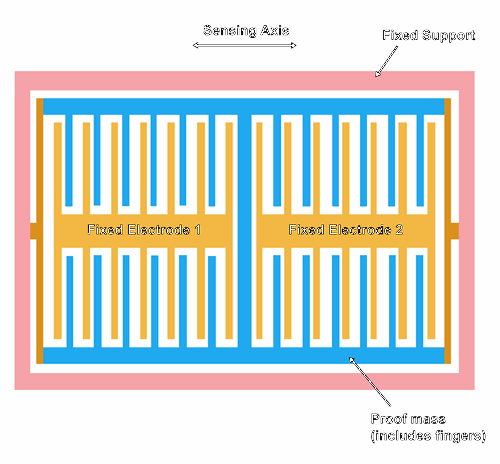 Sensing Axis
Fixed Support
Fixed Electrode 1
Fixed Electrode 2
Proof mass
(includes fingers)